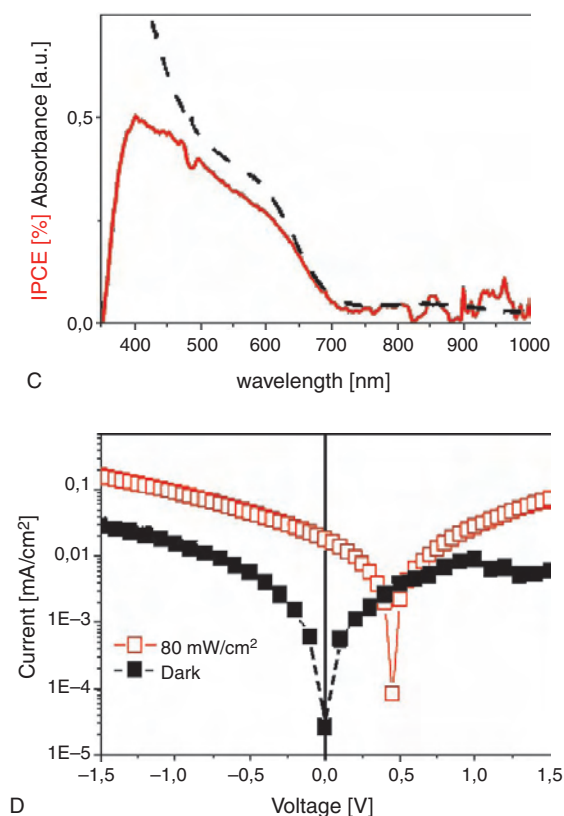 IPCE [%] Absorbance [a.u.]
0,5
0,0
400 500 600 700 800 900 1000
wavelength [nm]
C
Current [mA/cm²]
0,1
0,01
1E–3
1E–4
1E–5
80 mW/cm²
Dark
–1,5 –1,0 –0,5 0,0 0,5 1,0 1,5
Voltage [V]
D